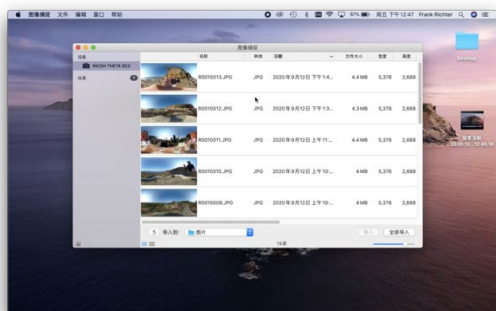 图像捕捉 文件 编辑 窗口 帮助
97% 周五 下午12:47 Frank Richter
图像捕捉
名称 种类 日期 文件大小 宽度 高度
RICOH THETA SC2
R0010013.JPG JPG 2020年9月12日 下午1:4... 4.4 MB 5,376 2,688
R0010012.JPG JPG 2020年9月12日 下午1:3... 4.3 MB 5,376 2,688
R0010011.JPG JPG 2020年9月12日 上午11:... 4.4 MB 5,376 2,688
R0010010.JPG JPG 2020年9月12日 上午10:... 4 MB 5,376 2,688
R0010009.JPG JPG 2020年9月12日 上午10:... 4 MB 5,376 2,688
5 导入到: 图片 导入 全部导入
Desktop